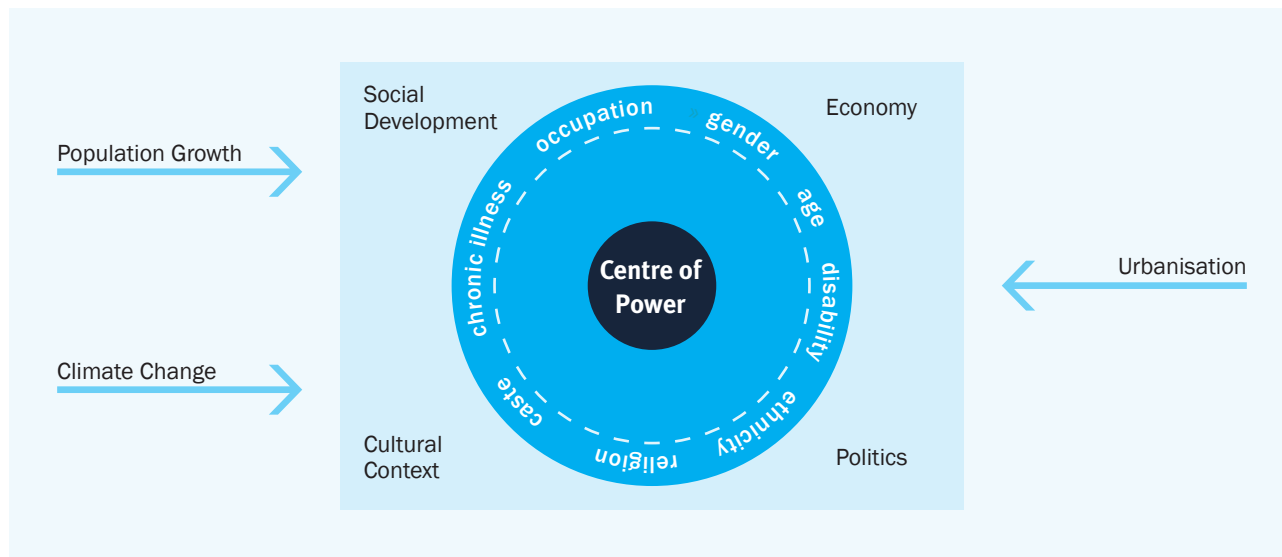 Social
Development
Economy
Population Growth
occupation
gender
age
disability
ethnicity
religion
caste
chronic illness
Centre of
Power
Urbanisation
Climate Change
Cultural
Context
Politics